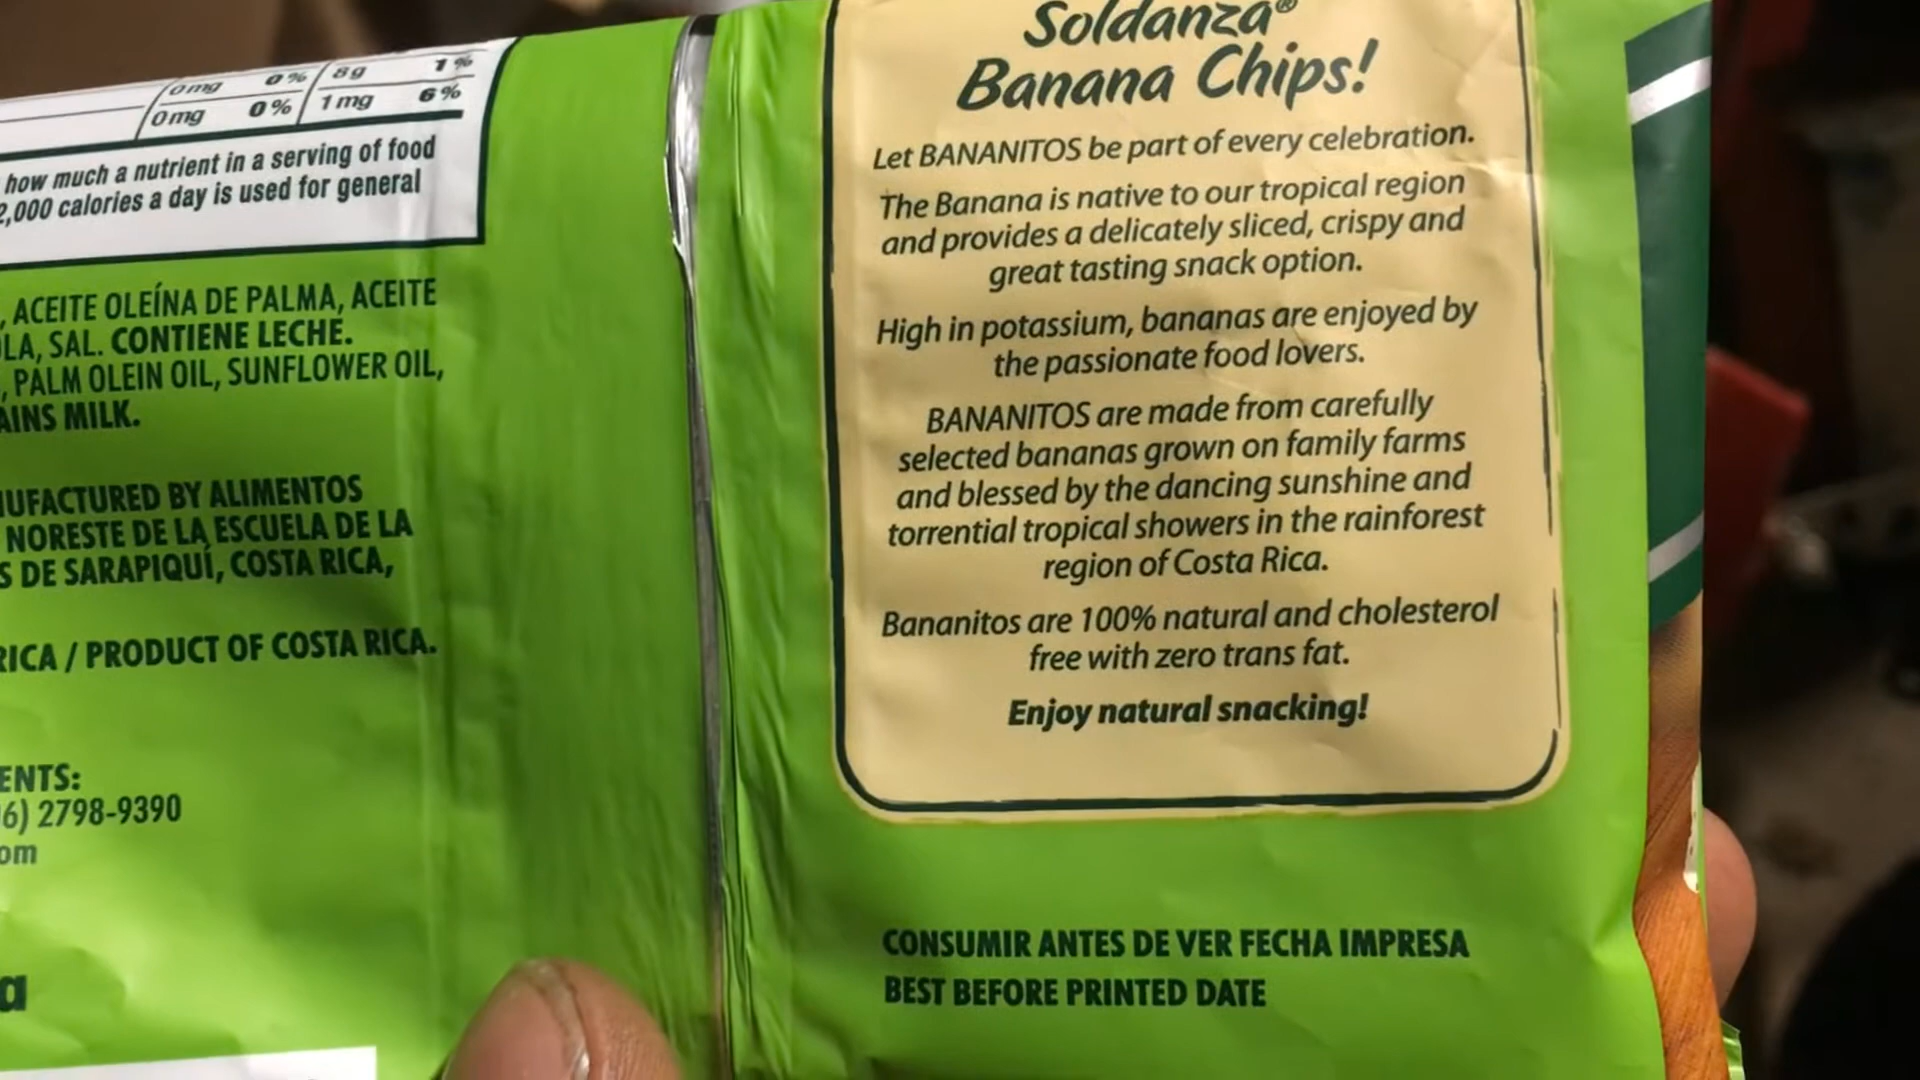 0mg 0% 8g 1%
0mg 0% 1mg 6%
how much a nutrient in a serving of food
2,000 calories a day is used for general
, ACEITE OLEÍNA DE PALMA, ACEITE
LA, SAL. CONTIENE LECHE.
, PALM OLEIN OIL, SUNFLOWER OIL,
AINS MILK.
NUFACTURED BY ALIMENTOS
NORESTE DE LA ESCUELA DE LA
S DE SARAPIQUÍ, COSTA RICA,
RICA / PRODUCT OF COSTA RICA.
ENTS:
6) 2798-9390
om
a
Soldanza®
Banana Chips!
Let BANANITOS be part of every celebration.
The Banana is native to our tropical region
and provides a delicately sliced, crispy and
great tasting snack option.
High in potassium, bananas are enjoyed by
the passionate food lovers.
BANANITOS are made from carefully
selected bananas grown on family farms
and blessed by the dancing sunshine and
torrential tropical showers in the rainforest
region of Costa Rica.
Bananitos are 100% natural and cholesterol
free with zero trans fat.
Enjoy natural snacking!
CONSUMIR ANTES DE VER FECHA IMPRESA
BEST BEFORE PRINTED DATE